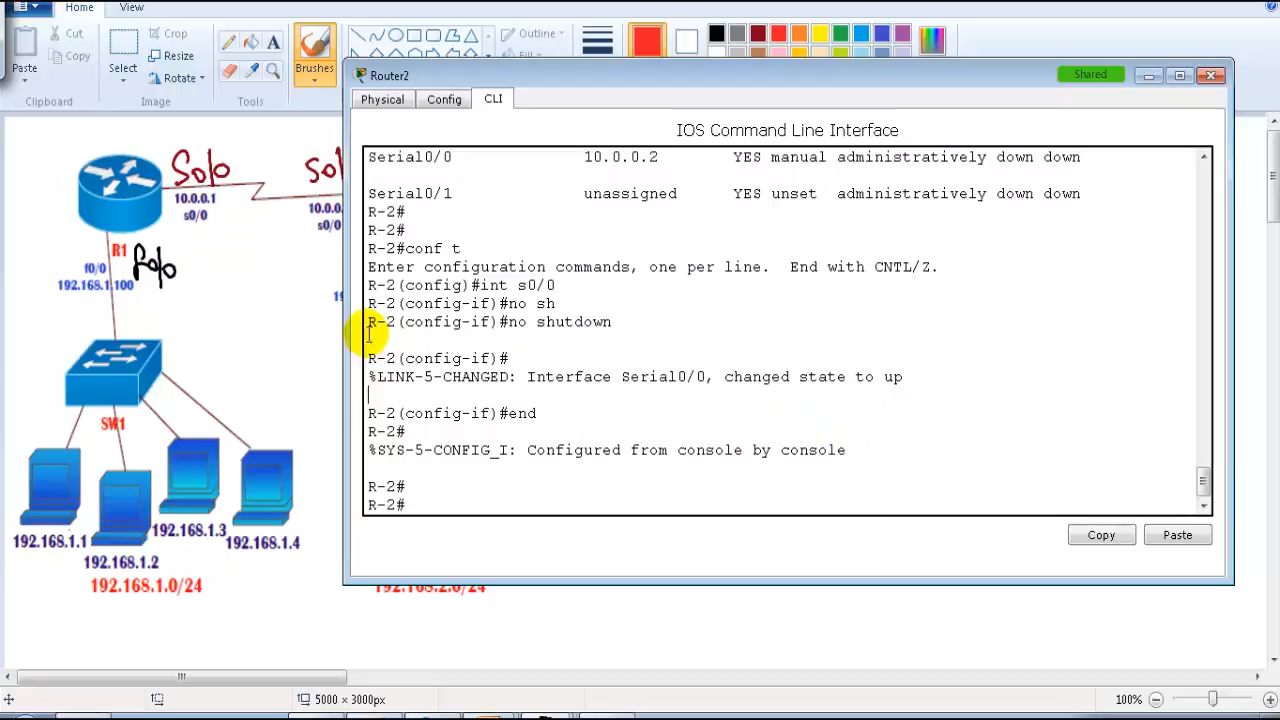 Home
View
Cut
Copy
Paste
Clipboard
Crop
Resize
Rotate
Select
Image
Tools
Brushes
Outline
Fill
Router2
Shared
Physical
Config
CLI
IOS Command Line Interface
Serial0/0 10.0.0.2 YES manual administratively down down
Serial0/1 unassigned YES unset administratively down down
R-2#
R-2#
R-2#conf t
Enter configuration commands, one per line. End with CNTL/Z.
R-2(config)#int s0/0
R-2(config-if)#no sh
R-2(config-if)#no shutdown
R-2(config-if)#
%LINK-5-CHANGED: Interface Serial0/0, changed state to up
R-2(config-if)#end
R-2#
%SYS-5-CONFIG_I: Configured from console by console
R-2#
R-2#
Copy
Paste
So/o
10.0.0.1
s0/0
10.0.0.
s0/0
R1
f0/0
192.168.1.100
SW1
192.168.1.1
192.168.1.2
192.168.1.3
192.168.1.4
192.168.1.0/24
192.168.2.0/24
5000 × 3000px
100%